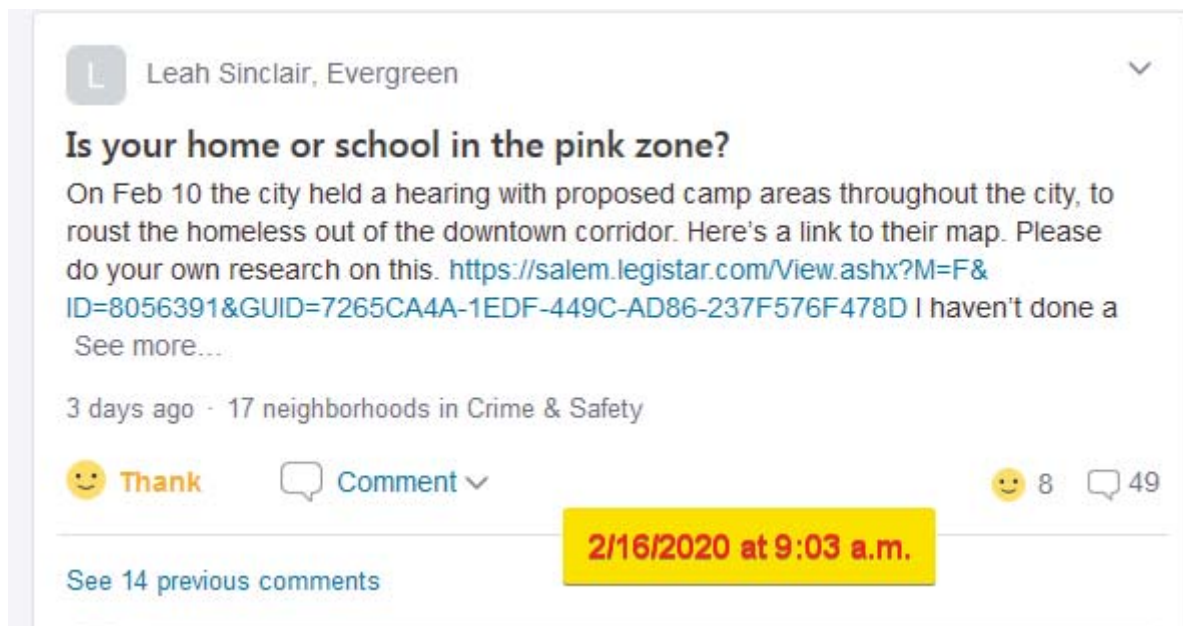 L
Leah Sinclair, Evergreen
Is your home or school in the pink zone?
On Feb 10 the city held a hearing with proposed camp areas throughout the city, to
roust the homeless out of the downtown corridor. Here's a link to their map. Please
do your own research on this. https://salem.legistar.com/View.ashx?M=F&
ID=8056391&GUID=7265CA4A-1EDF-449C-AD86-237F576F478D I haven't done a
See more...
3 days ago · 17 neighborhoods in Crime & Safety
Thank Comment 8 49
2/16/2020 at 9:03 a.m.
See 14 previous comments